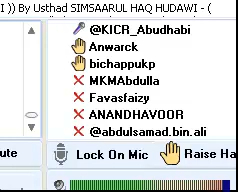 I )) By Usthad SIMSAARUL HAQ HUDAWI - (
@KICR_Abudhabi
Anwarck
bichappukp
MKMAbdulla
Favasfaizy
ANANDHAVOOR
@abdulsamad.bin.ali
ute Lock On Mic Raise Ha